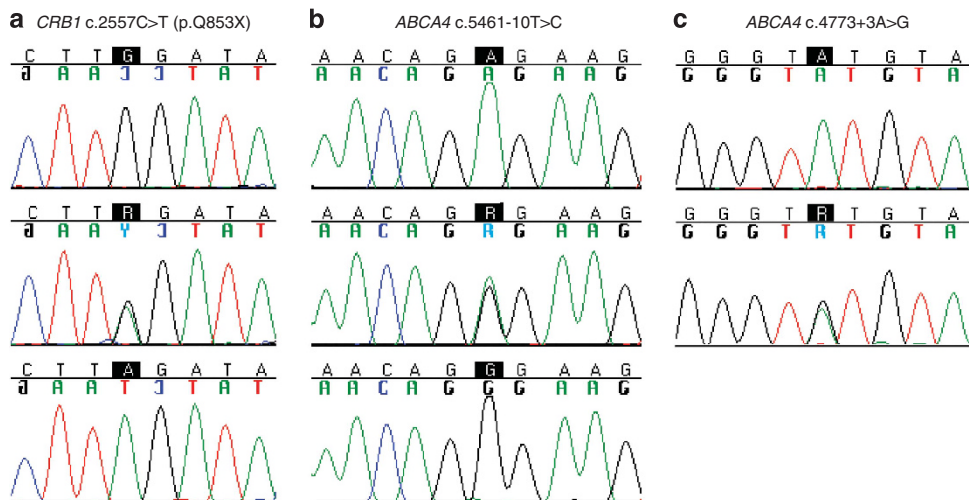 a CRB1 c.2557C>T (p.Q853X)
C T T G G A T A
G A A C C T A T
C T T R G A T A
G A A Y C T A T
C T T A G A T A
G A A T C T A T
b ABCA4 c.5461-10T>C
A A C A G A G A A G
A A C A G A G A A G
A A C A G R G A A G
A A C A G R G A A G
A A C A G G G A A G
A A C A G G G A A G
c ABCA4 c.4773+3A>G
G G G T A T G T A
G G G T A T G T A
G G G T R T G T A
G G G T R T G T A